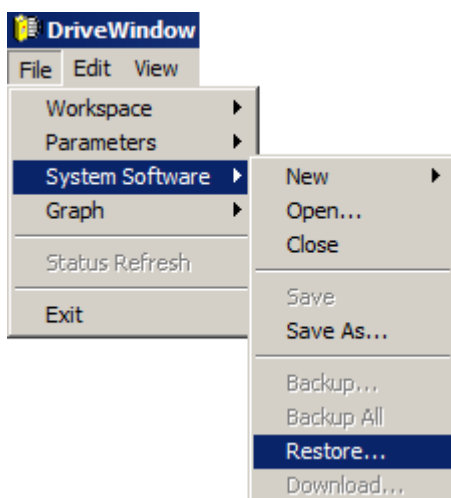 DriveWindow
File Edit View
Workspace
Parameters
System Software
Graph
Status Refresh
Exit
New
Open...
Close
Save
Save As...
Backup...
Backup All
Restore...
Download...